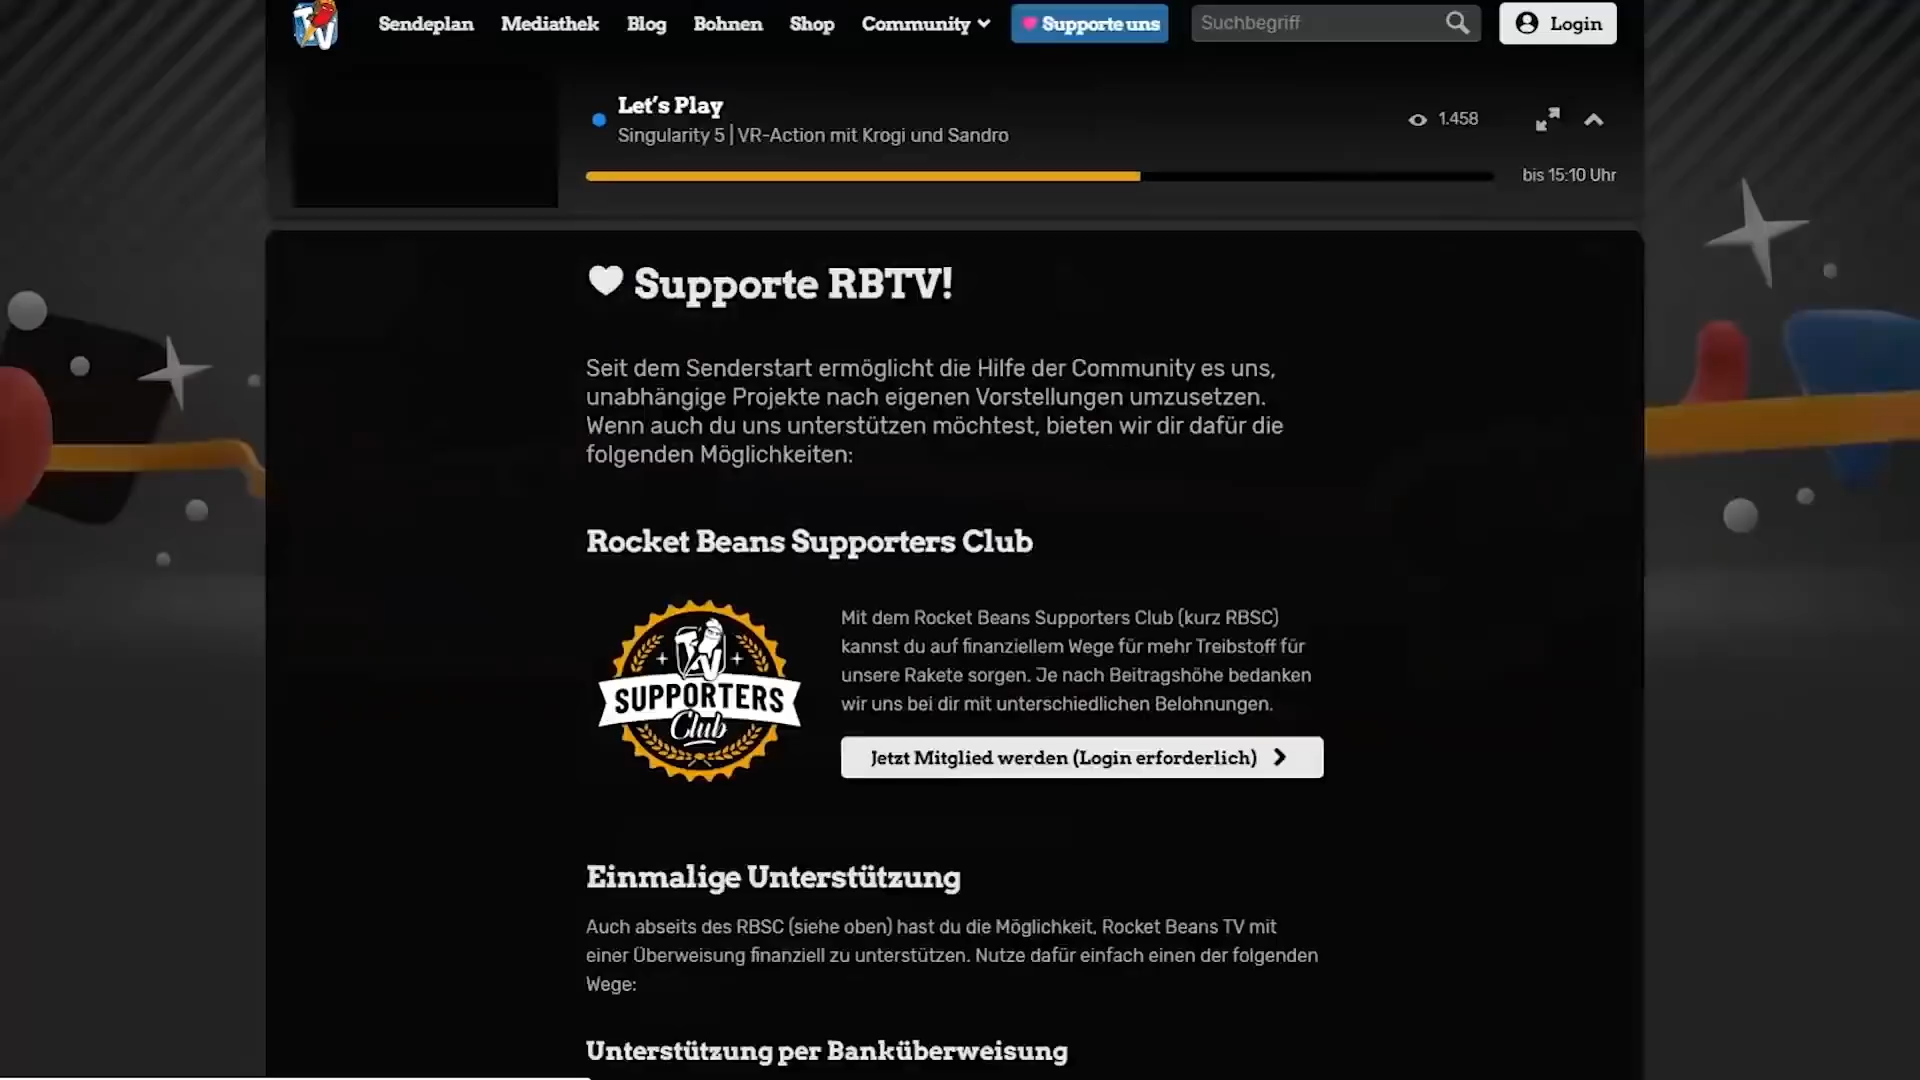 Sendeplan Mediathek Blog Bohnen Shop Community Supporte uns Suchbegriff Login
Let's Play
Singularity 5 | VR-Action mit Krogi und Sandro
1.458
bis 15:10 Uhr
Supporte RBTV!
Seit dem Senderstart ermöglicht die Hilfe der Community es uns,
unabhängige Projekte nach eigenen Vorstellungen umzusetzen.
Wenn auch du uns unterstützen möchtest, bieten wir dir dafür die
folgenden Möglichkeiten:
Rocket Beans Supporters Club
TV
SUPPORTERS
Club
Mit dem Rocket Beans Supporters Club (kurz RBSC)
kannst du auf finanziellem Wege für mehr Treibstoff für
unsere Rakete sorgen. Je nach Beitragshöhe bedanken
wir uns bei dir mit unterschiedlichen Belohnungen.
Jetzt Mitglied werden (Login erforderlich)
Einmalige Unterstützung
Auch abseits des RBSC (siehe oben) hast du die Möglichkeit, Rocket Beans TV mit
einer Überweisung finanziell zu unterstützen. Nutze dafür einfach einen der folgenden
Wege:
Unterstützung per Banküberweisung